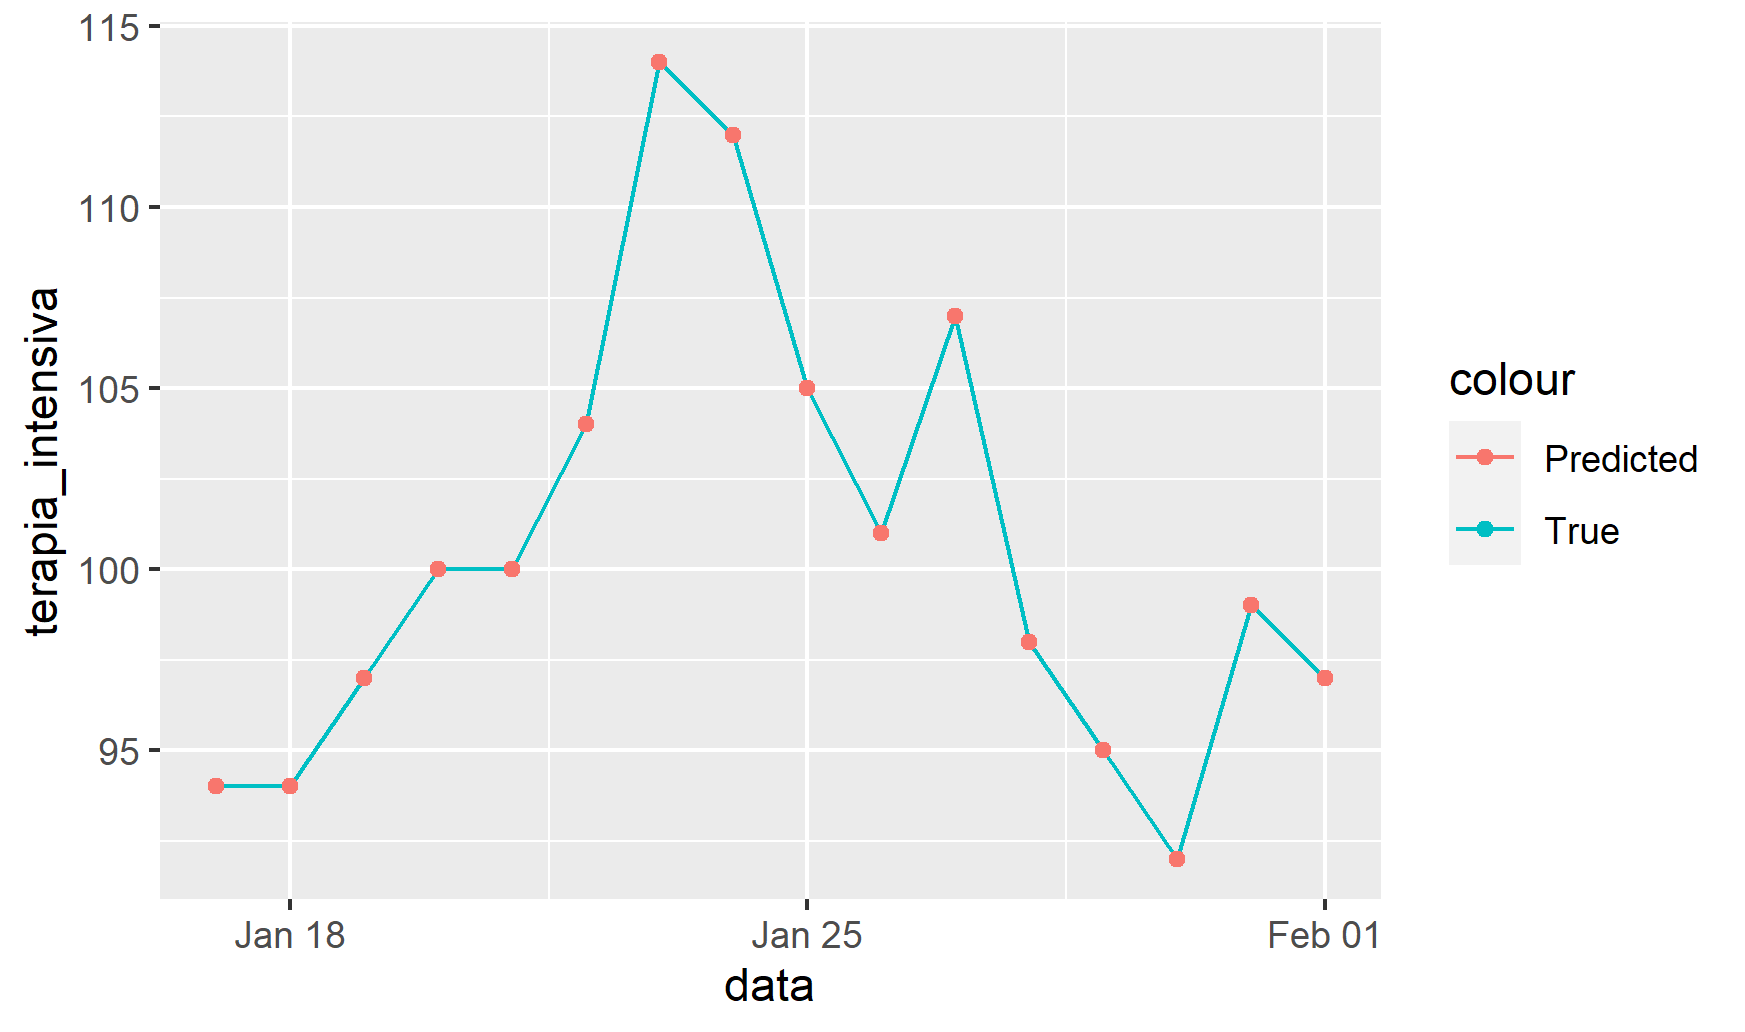 115
110
105
100
95
terapia_intensiva
Jan 18
Jan 25
Feb 01
data
colour
Predicted
True